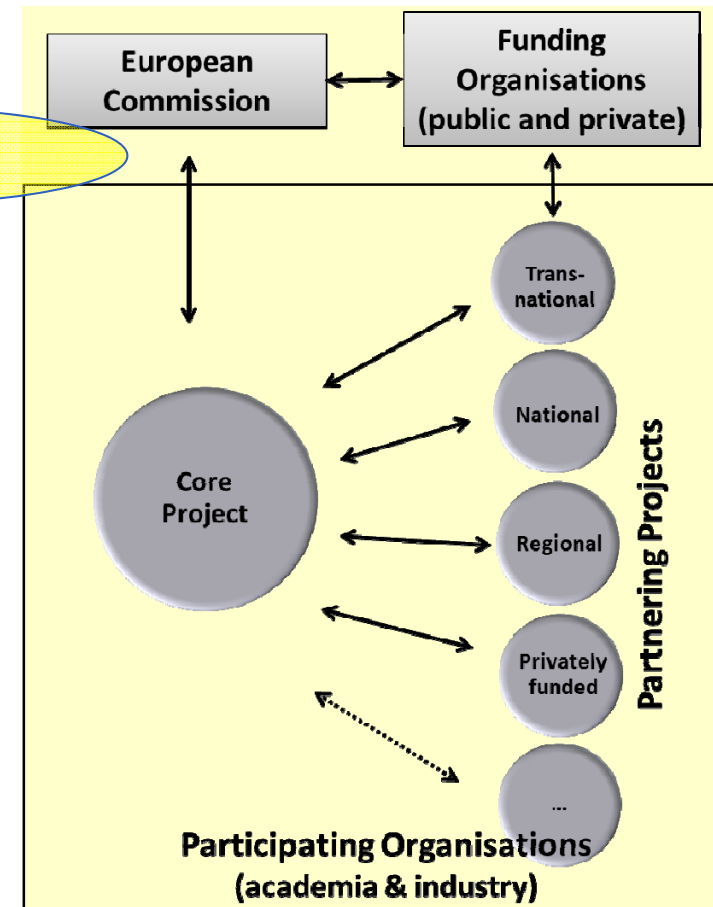 European
Commission
Funding
Organisations
(public and private)
Trans-
national
National
Core
Project
Regional
Privately
funded
...
Partnering Projects
Participating Organisations
(academia & industry)